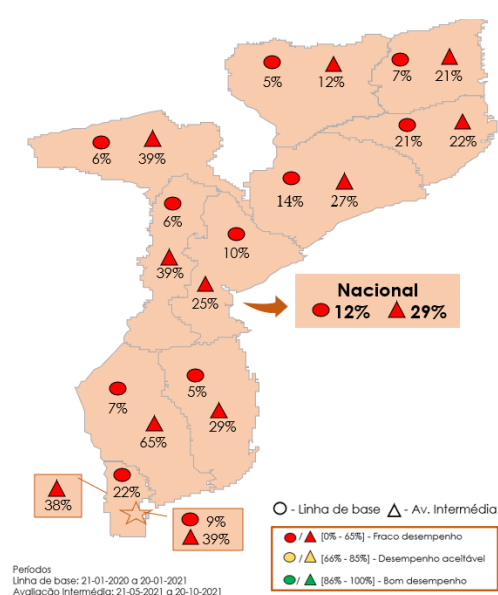 5% 12% 7% 21%
21% 22%
6% 39%
14% 27%
6%
10%
39%
25%
Nacional
12% 29%
5%
7%
29%
65%
22%
38%
9%
39%
- Linha de base - Av. Intermédia
/ [0% - 65%] - Fraco desempenho
/ [66% - 85%] - Desempenho aceitável
/ [86% - 100%] - Bom desempenho
Períodos
Linha de base: 21-01-2020 a 20-01-2021
Avaliação Intermédia: 21-05-2021 a 20-10-2021